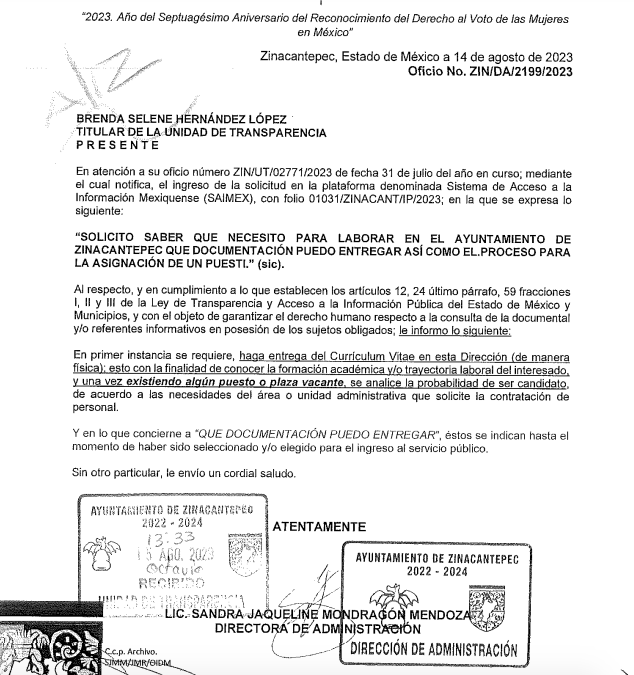 "2023. Año del Septuagésimo Aniversario del Reconocimiento del Derecho al Voto de las Mujeres
en México"
Zinacantepec, Estado de México a 14 de agosto de 2023
Oficio No. ZIN/DA/2199/2023
BRENDA SELENE HERNÁNDEZ LÓPEZ
TITULAR DE LA UNIDAD DE TRANSPARENCIA
P R E S E N T E
En atención a su oficio número ZIN/UT/02771/2023 de fecha 31 de julio del año en curso; mediante
el cual notifica, el ingreso de la solicitud en la plataforma denominada Sistema de Acceso a la
Información Mexiquense (SAIMEX), con folio 01031/ZINACANT/IP/2023; en la que se expresa lo
siguiente:
"SOLICITO SABER QUE NECESITO PARA LABORAR EN EL AYUNTAMIENTO DE
ZINACANTEPEC QUE DOCUMENTACIÓN PUEDO ENTREGAR ASÍ COMO EL.PROCESO PARA
LA ASIGNACIÓN DE UN PUESTI." (sic).
Al respecto, y en cumplimiento a lo que establecen los artículos 12, 24 último párrafo, 59 fracciones
I, II y III de la Ley de Transparencia y Acceso a la Información Pública del Estado de México y
Municipios, y con el objeto de garantizar el derecho humano respecto a la consulta de la documental
y/o referentes informativos en posesión de los sujetos obligados; le informo lo siguiente:
En primer instancia se requiere, haga entrega del Currículum Vitae en esta Dirección (de manera
física); esto con la finalidad de conocer la formación académica y/o trayectoria laboral del interesado,
y una vez existiendo algún puesto o plaza vacante, se analice la probabilidad de ser candidato,
de acuerdo a las necesidades del área o unidad administrativa que solicite la contratación de
personal.
Y en lo que concierne a "QUE DOCUMENTACIÓN PUEDO ENTREGAR", éstos se indican hasta el
momento de haber sido seleccionado y/o elegido para el ingreso al servicio público.
Sin otro particular, le envío un cordial saludo.
AYUNTAMIENTO DE ZINACANTEPEC
2022 - 2024
13:33
15 AGO. 2023
Octavio
RECIBIDO
UNIDAD DE TRANSPARENCIA
ATENTAMENTE
AYUNTAMIENTO DE ZINACANTEPEC
2022 - 2024
LIC. SANDRA JAQUELINE MONDRAGÓN MENDOZA
DIRECTORA DE ADMINISTRACIÓN
DIRECCIÓN DE ADMINISTRACIÓN
C.c.p. Archivo.